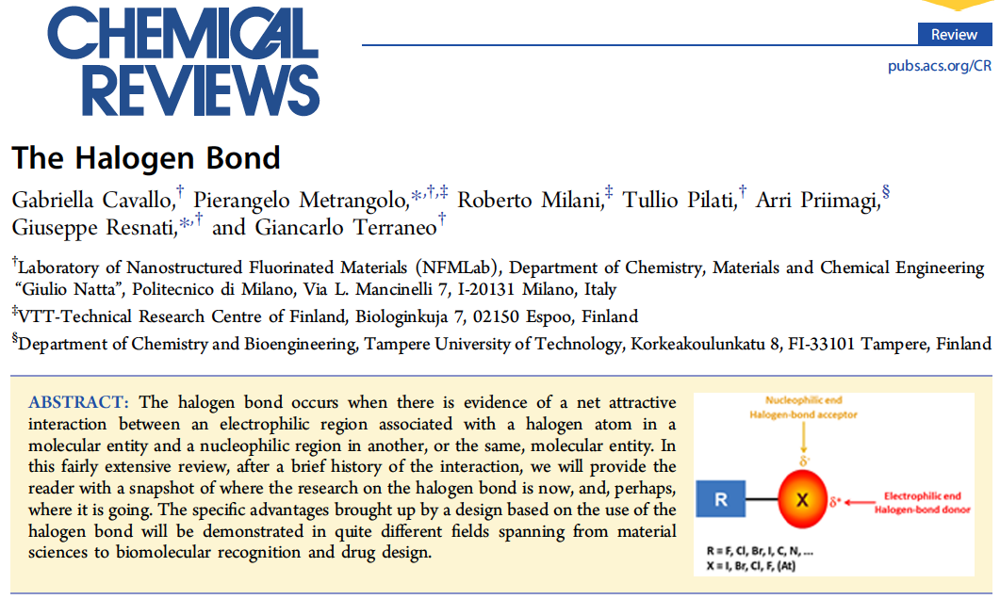 CHEMICAL
REVIEWS
Review
pubs.acs.org/CR
The Halogen Bond
Gabriella Cavallo,† Pierangelo Metrangolo,*,†,‡ Roberto Milani,‡ Tullio Pilati,† Arri Priimagi,§
Giuseppe Resnati,*,† and Giancarlo Terraneo†
†Laboratory of Nanostructured Fluorinated Materials (NFMLab), Department of Chemistry, Materials and Chemical Engineering
“Giulio Natta”, Politecnico di Milano, Via L. Mancinelli 7, I-20131 Milano, Italy
‡VTT-Technical Research Centre of Finland, Biologinkuja 7, 02150 Espoo, Finland
§Department of Chemistry and Bioengineering, Tampere University of Technology, Korkeakoulunkatu 8, FI-33101 Tampere, Finland
ABSTRACT: The halogen bond occurs when there is evidence of a net attractive
interaction between an electrophilic region associated with a halogen atom in a
molecular entity and a nucleophilic region in another, or the same, molecular entity. In
this fairly extensive review, after a brief history of the interaction, we will provide the
reader with a snapshot of where the research on the halogen bond is now, and, perhaps,
where it is going. The specific advantages brought up by a design based on the use of the
halogen bond will be demonstrated in quite different fields spanning from material
sciences to biomolecular recognition and drug design.
Nucleophilic end
Halogen-bond acceptor
δ-
R
X
δ+
Electrophilic end
Halogen-bond donor
R = F, Cl, Br, I, C, N, ...
X = I, Br, Cl, F, (At)